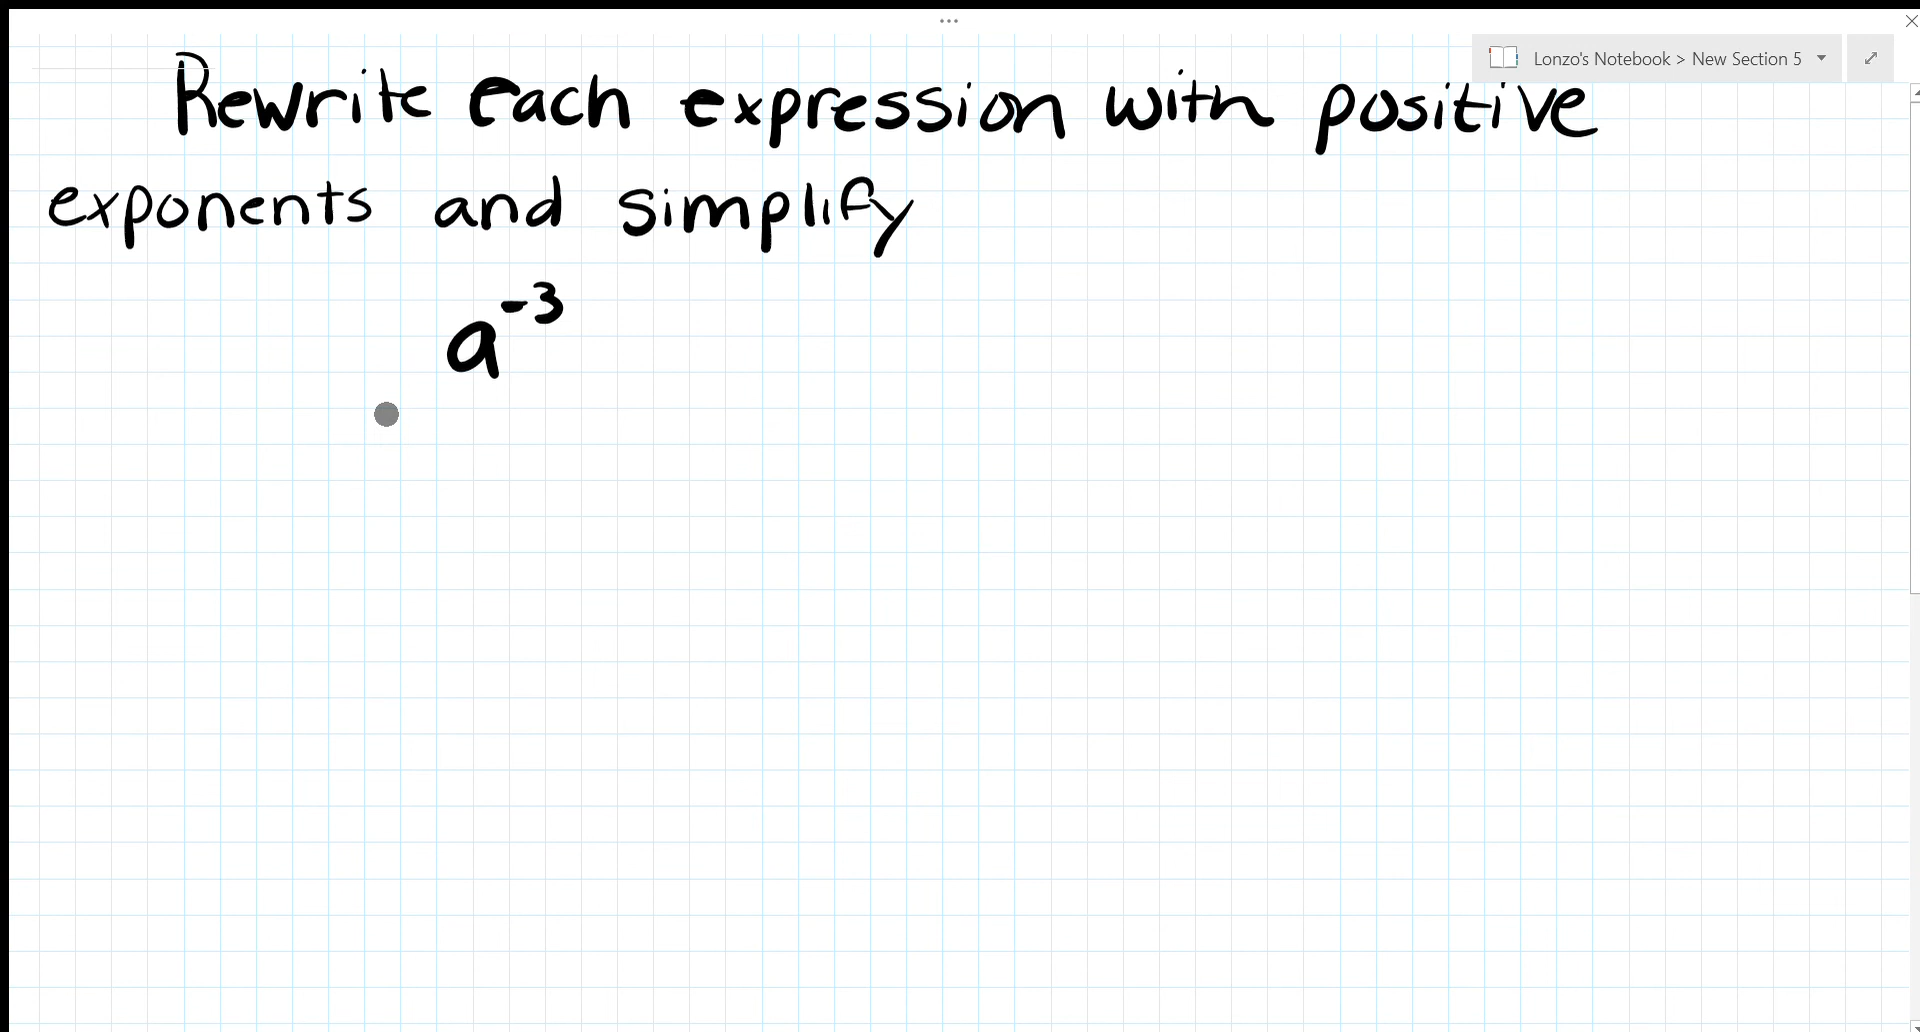 Lonzo's Notebook > New Section 5
Rewrite each expression with positive
exponents and simplify
a⁻³